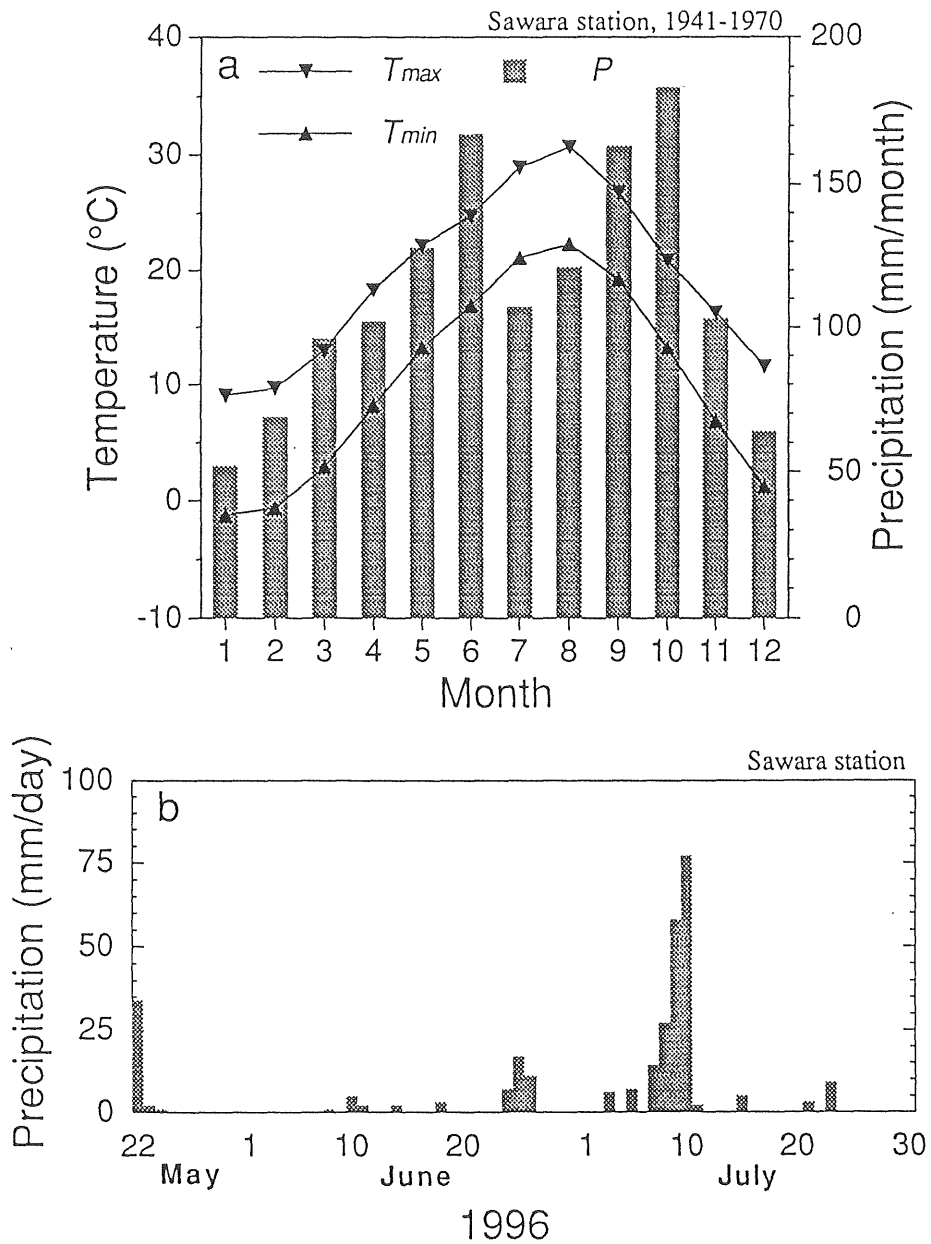 Sawara station, 1941-1970
a
Tmax
P
Tmin
Temperature (°C)
40
30
20
10
0
-10
Precipitation (mm/month)
200
150
100
50
0
1 2 3 4 5 6 7 8 9 10 11 12
Month
Sawara station
b
Precipitation (mm/day)
100
75
50
25
0
22 1 10 20 1 10 20 30
May June July
1996